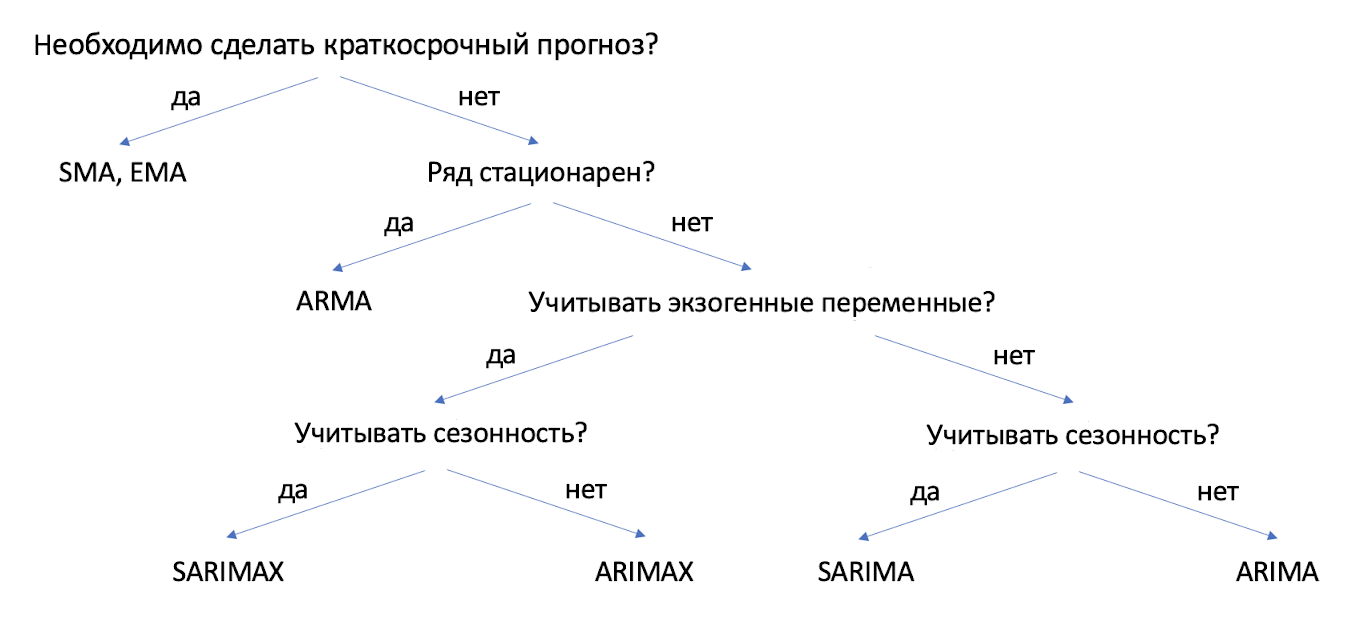 Необходимо сделать краткосрочный прогноз?
да
нет
SMA, EMA
Ряд стационарен?
да
нет
ARMA
Учитывать экзогенные переменные?
да
нет
Учитывать сезонность?
Учитывать сезонность?
да
нет
да
нет
SARIMAX
ARIMAX
SARIMA
ARIMA